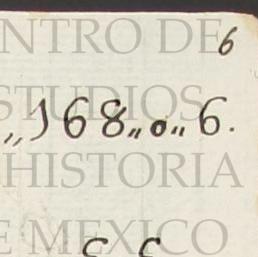 6
NTRO DE
STUDIOS
„168„0„6.
HISTORIA
E MEXICO